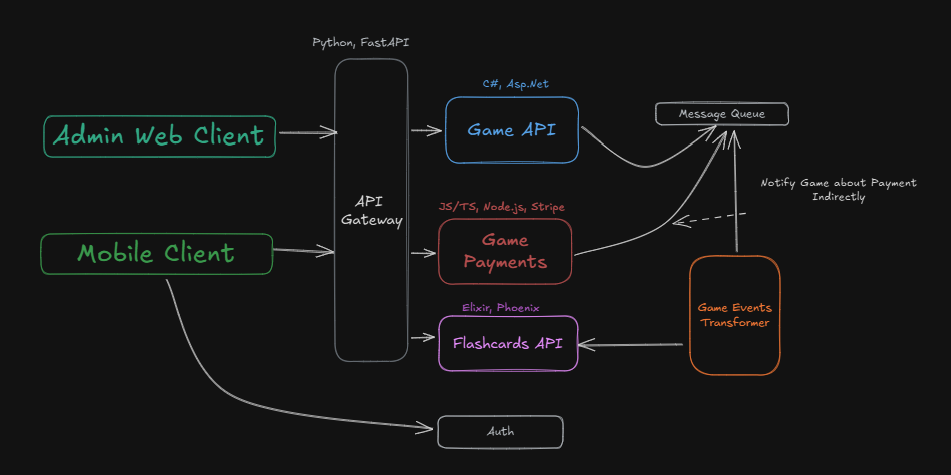 Python, FastAPI
C#, Asp.Net
Message Queue
Admin Web Client
Game API
Notify Game about Payment
Indirectly
API
Gateway
JS/TS, Node.js, Stripe
Mobile Client
Game
Payments
Elixir, Phoenix
Game Events
Transformer
Flashcards API
Auth